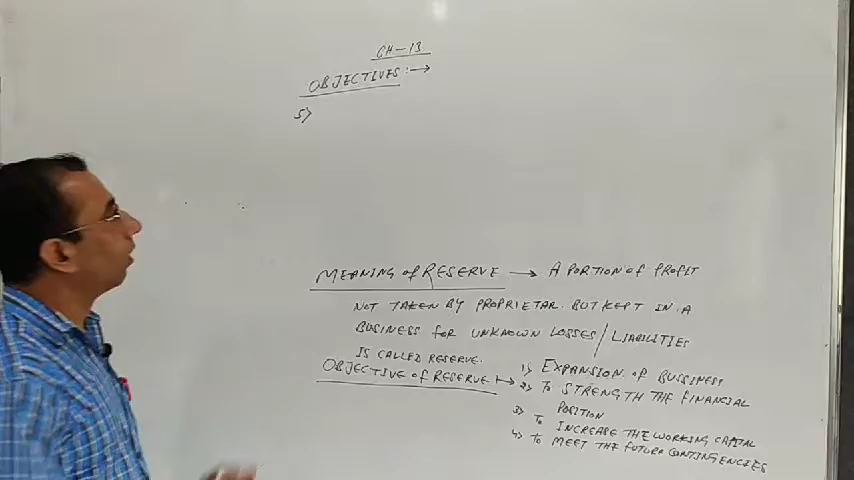 CH-13
OBJECTIVES :→
5)
MEANING of RESERVE → A PORTION OF PROFIT
NOT TAKEN BY PROPRIETAR. BUT KEPT IN A
BUSINESS FOR UNKNOWN LOSSES/LIABILITIES
IS CALLED RESERVE.
OBJECTIVE OF RESERVE → 1) EXPANSION OF BUSSINESS
2) TO STRENGTH THE FINANCIAL
POSITION
3) TO INCREASE THE WORKING CAPITAL
4) TO MEET THE FUTURE CONTINGENCIES